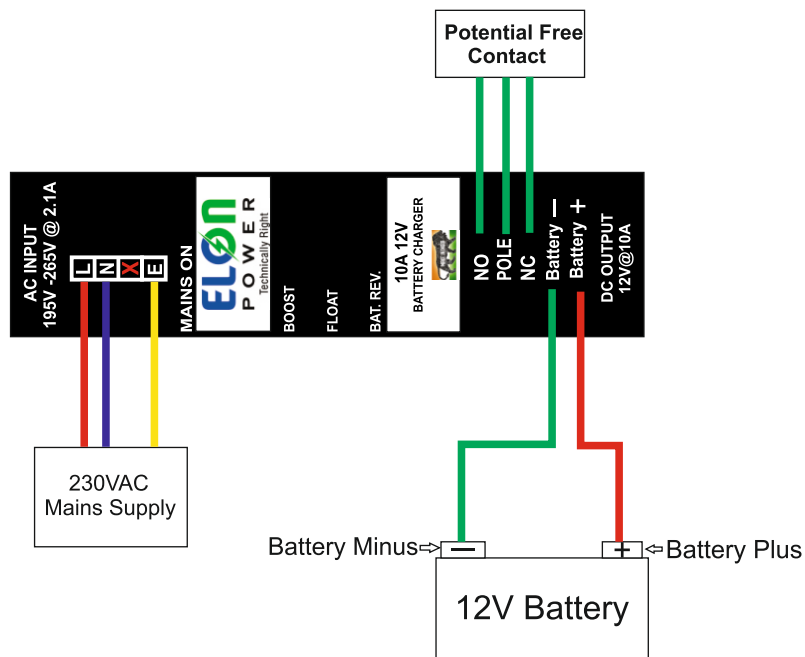 Potential Free
Contact
AC INPUT
195V -265V @ 2.1A
L
N
X
E
MAINS ON
ELON
POWER
Technically Right
BOOST
FLOAT
BAT. REV.
10A 12V
BATTERY CHARGER
NO
POLE
NC
Battery —
Battery +
DC OUTPUT
12V@10A
230VAC
Mains Supply
Battery Minus
—
+
Battery Plus
12V Battery